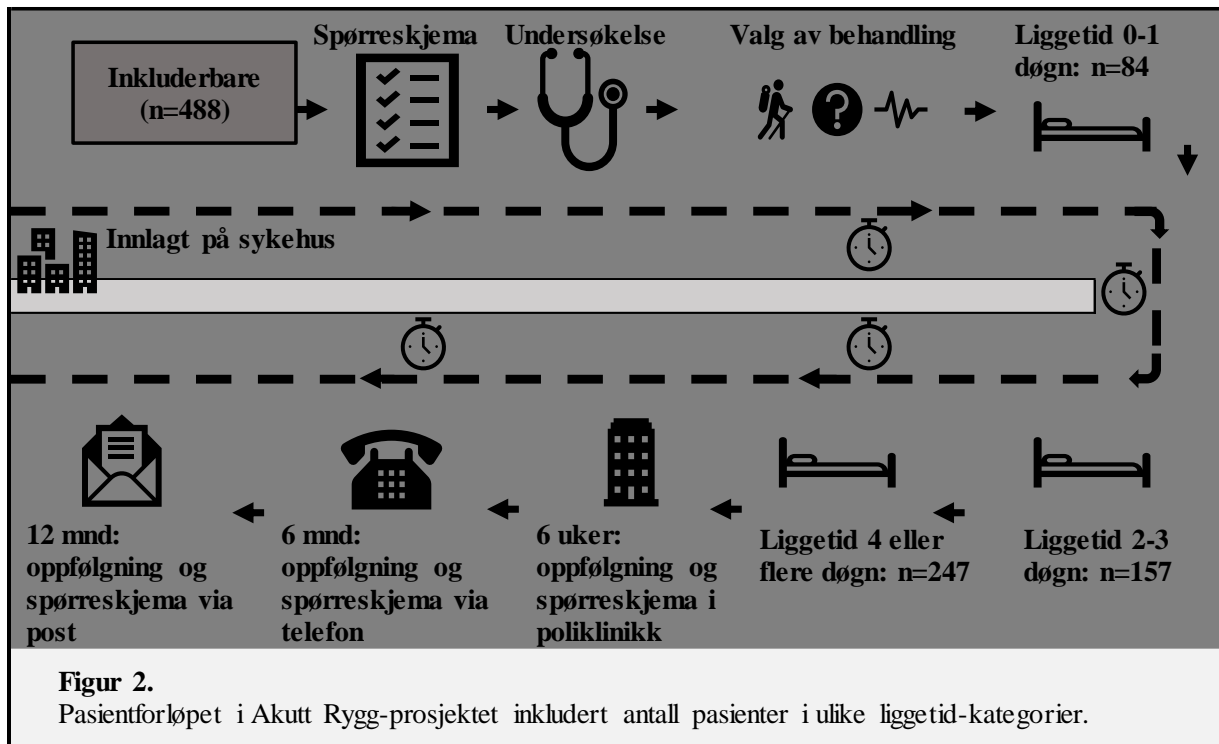 Inkluderbare
(n=488)
Spørreskjema
Undersøkelse
Valg av behandling
Liggetid 0-1
døgn: n=84
Innlagt på sykehus
12 mnd:
oppfølgning og
spørreskjema via
post
6 mnd:
oppfølgning og
spørreskjema via
telefon
6 uker:
oppfølgning og
spørreskjema i
poliklinikk
Liggetid 4 eller
flere døgn: n=247
Liggetid 2-3
døgn: n=157
Figur 2.
Pasientforløpet i Akutt Rygg-prosjektet inkludert antall pasienter i ulike liggetid-kategorier.